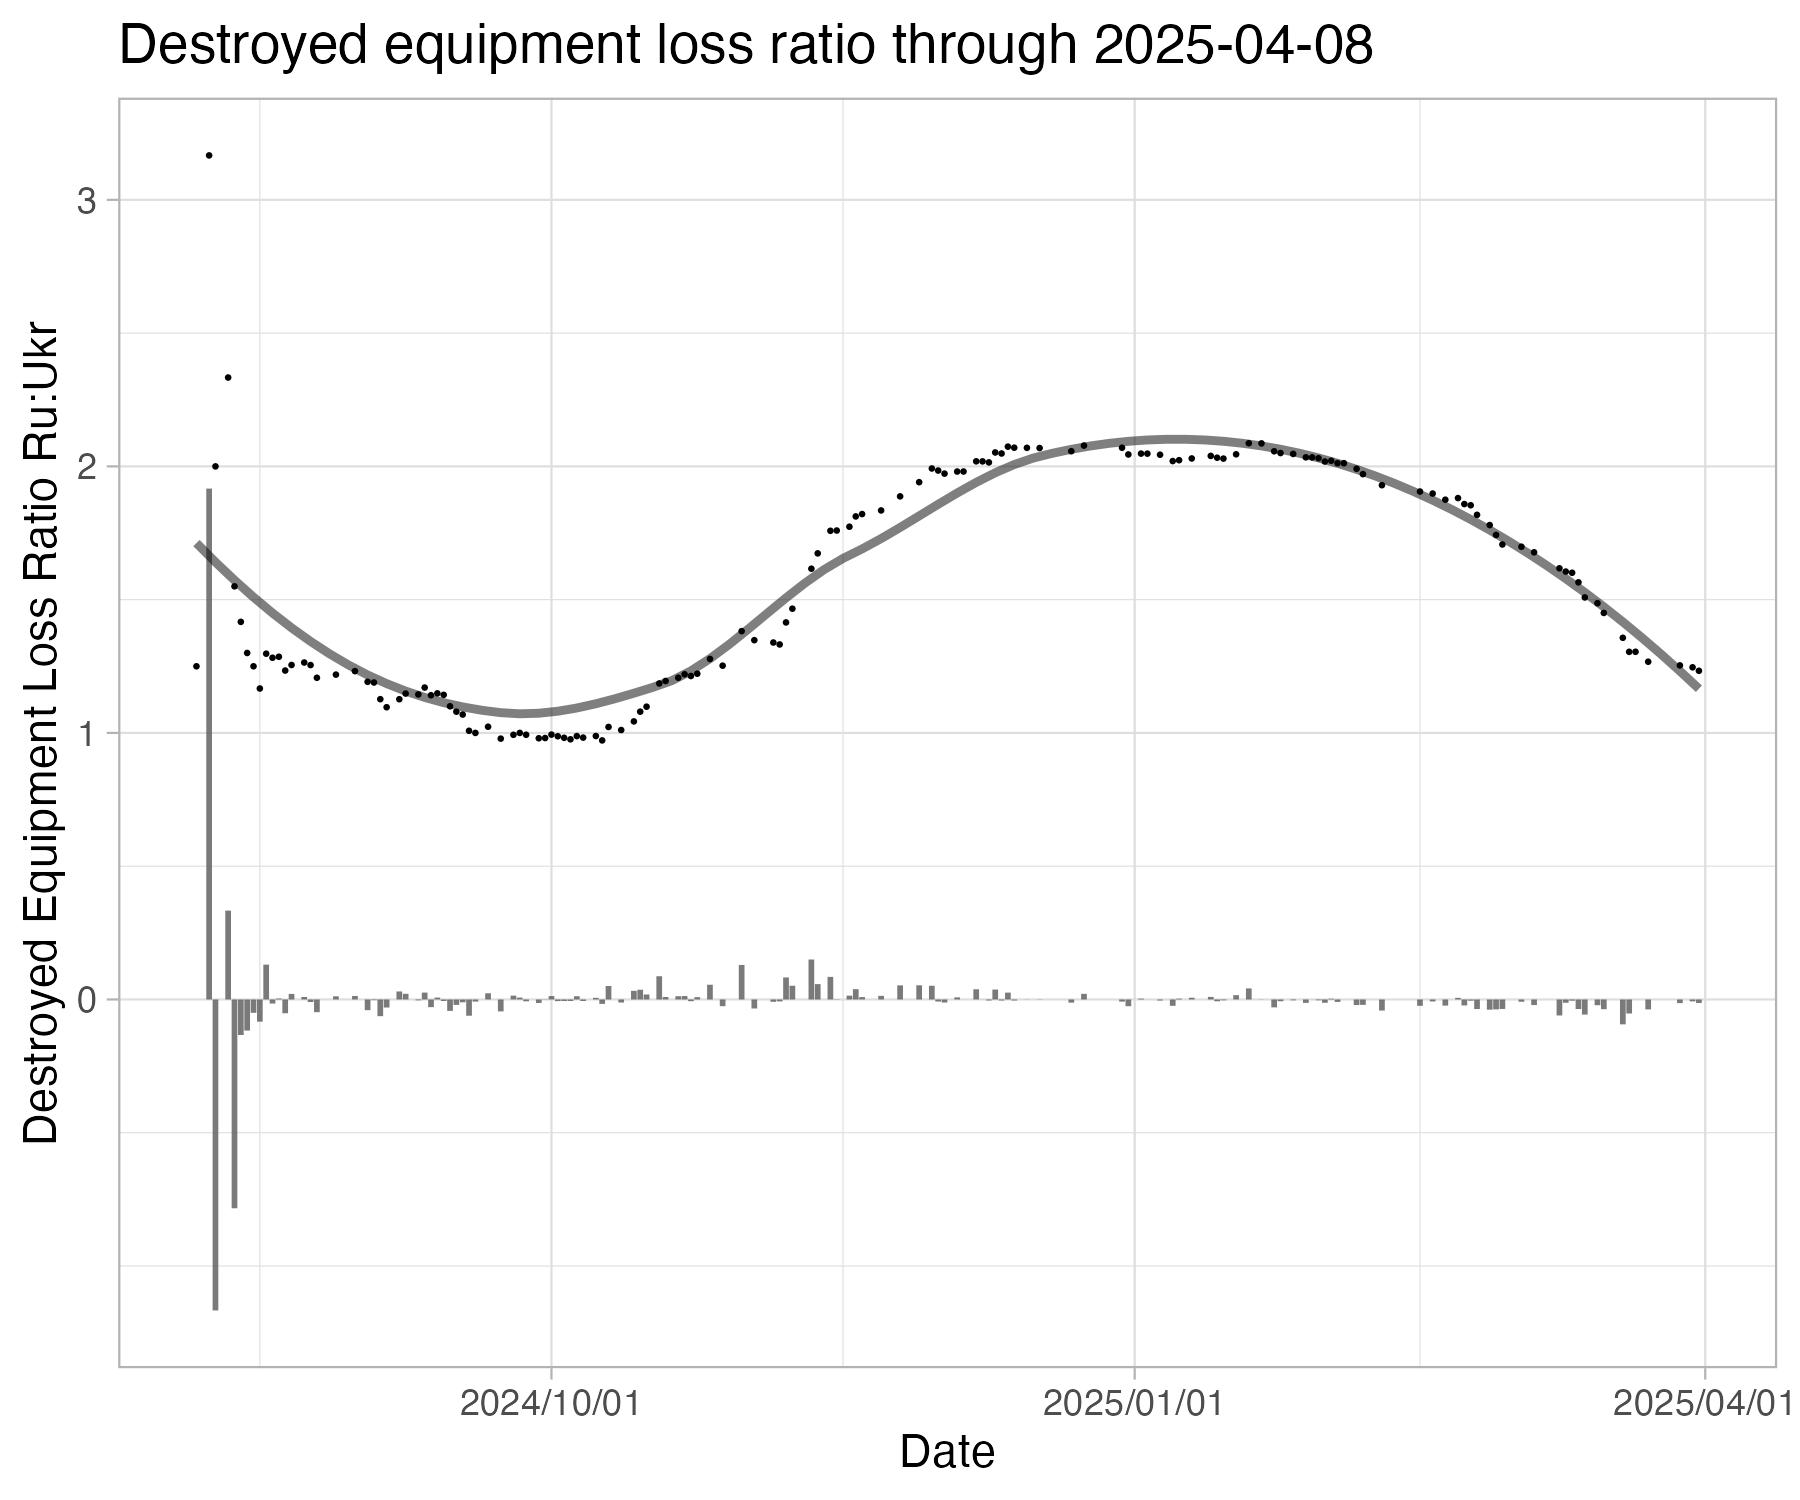 Destroyed equipment loss ratio through 2025-04-08
Destroyed Equipment Loss Ratio Ru:Ukr
3
2
1
0
2024/10/01
2025/01/01
2025/04/01
Date